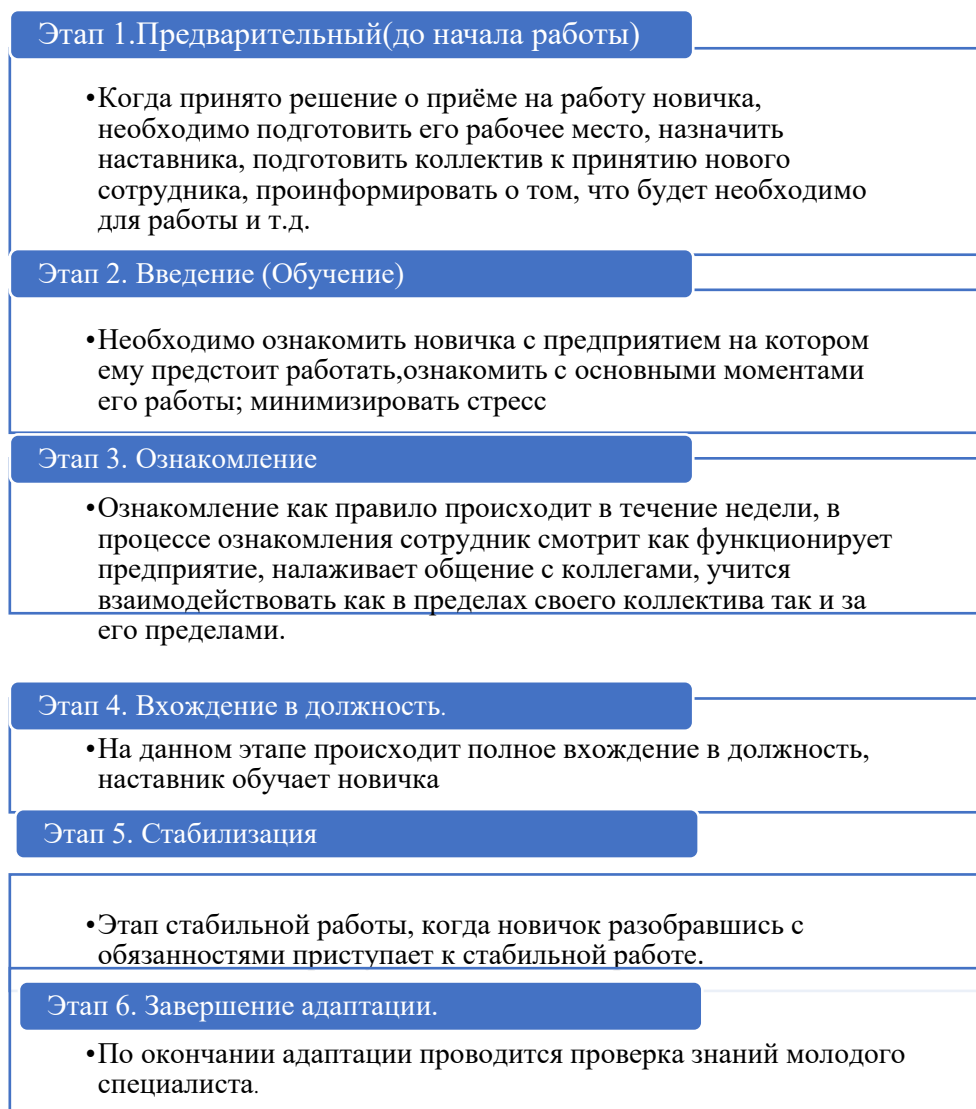 Этап 1.Предварительный(до начала работы)
•Когда принято решение о приёме на работу новичка,
необходимо подготовить его рабочее место, назначить
наставника, подготовить коллектив к принятию нового
сотрудника, проинформировать о том, что будет необходимо
для работы и т.д.
Этап 2. Введение (Обучение)
•Необходимо ознакомить новичка с предприятием на котором
ему предстоит работать,ознакомить с основными моментами
его работы; минимизировать стресс
Этап 3. Ознакомление
•Ознакомление как правило происходит в течение недели, в
процессе ознакомления сотрудник смотрит как функционирует
предприятие, налаживает общение с коллегами, учится
взаимодействовать как в пределах своего коллектива так и за
его пределами.
Этап 4. Вхождение в должность.
•На данном этапе происходит полное вхождение в должность,
наставник обучает новичка
Этап 5. Стабилизация
•Этап стабильной работы, когда новичок разобравшись с
обязанностями приступает к стабильной работе.
Этап 6. Завершение адаптации.
•По окончании адаптации проводится проверка знаний молодого
специалиста.